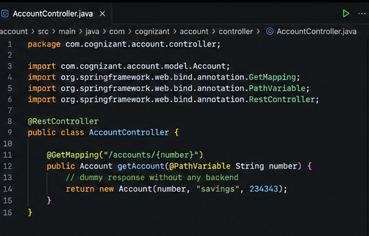 AccountController.java
account > src > main > java > com > cognizant > account > controller > AccountController.java
1 package com.cognizant.account.controller;
2
3 import com.cognizant.account.model.Account;
4 import org.springframework.web.bind.annotation.GetMapping;
5 import org.springframework.web.bind.annotation.PathVariable;
6 import org.springframework.web.bind.annotation.RestController;
7
8 @RestController
9 public class AccountController {
10
11 @GetMapping("/accounts/{number}")
12 public Account getAccount(@PathVariable String number) {
13 // dummy response without any backend
14 return new Account(number, "savings", 234343);
15 }
16 }